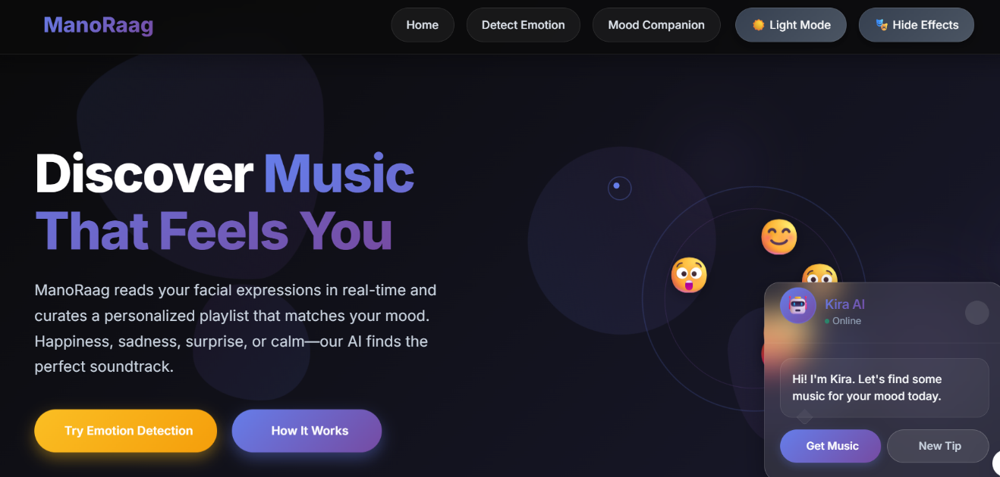 ManoRaag
Home
Detect Emotion
Mood Companion
Light Mode
Hide Effects
Discover Music
That Feels You
ManoRaag reads your facial expressions in real-time and
curates a personalized playlist that matches your mood.
Happiness, sadness, surprise, or calm—our AI finds the
perfect soundtrack.
Try Emotion Detection
How It Works
Kira AI
Online
Hi! I'm Kira. Let's find some
music for your mood today.
Get Music
New Tip